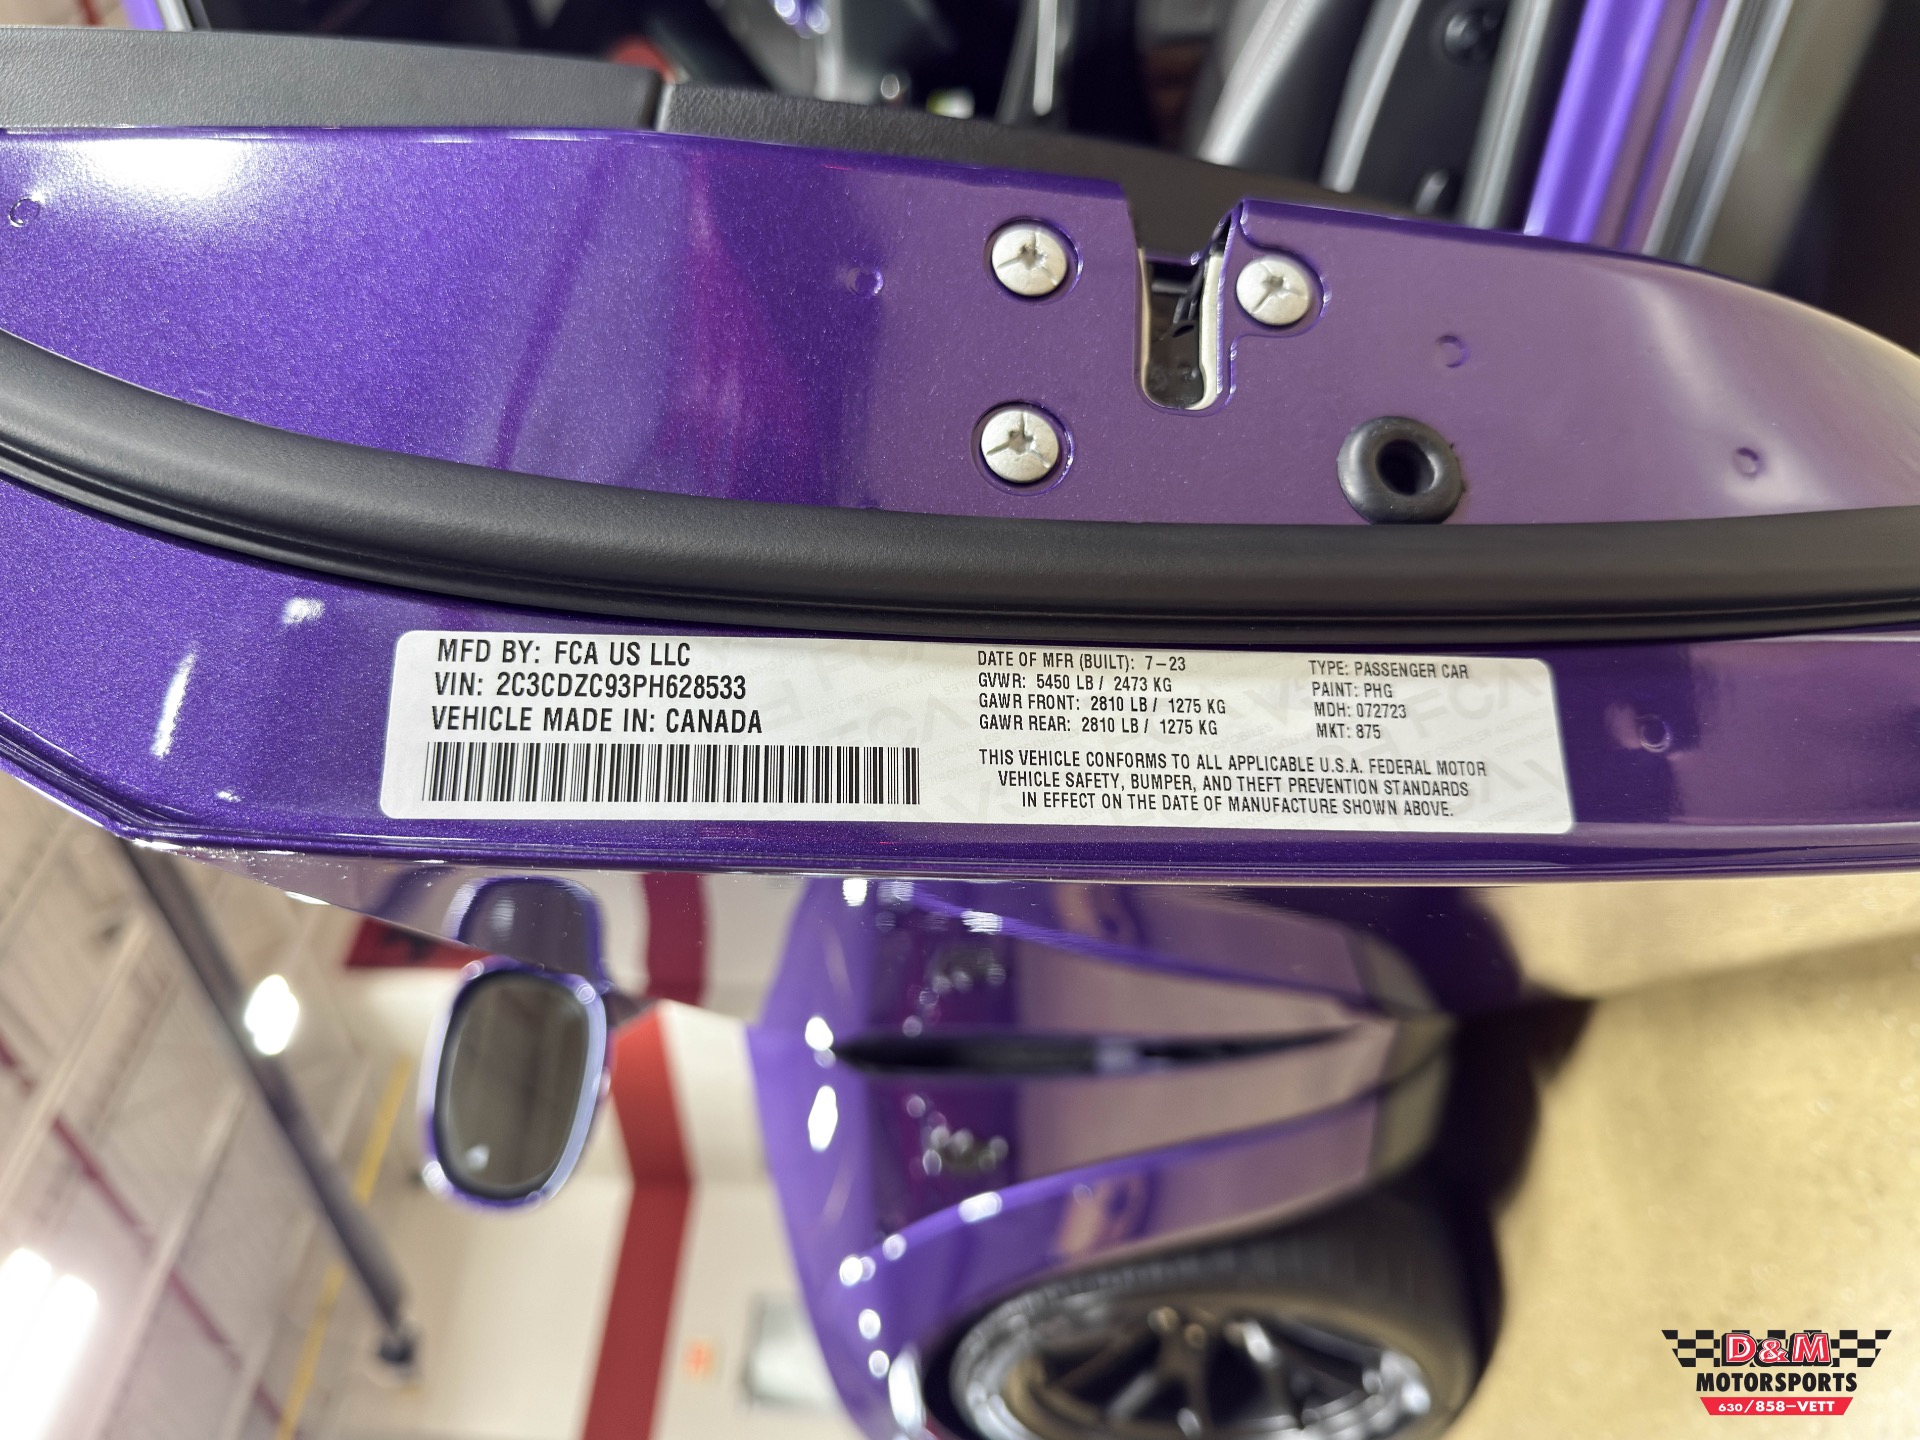 MFD BY: FCA US LLC
VIN: 2C3CDZC93PH628533
VEHICLE MADE IN: CANADA
DATE OF MFR (BUILT): 7-23
GVWR: 5450 LB / 2473 KG
GAWR FRONT: 2810 LB / 1275 KG
GAWR REAR: 2810 LB / 1275 KG
TYPE: PASSENGER CAR
PAINT: PHG
MDH: 072723
MKT: 875
THIS VEHICLE CONFORMS TO ALL APPLICABLE U.S.A. FEDERAL MOTOR
VEHICLE SAFETY, BUMPER, AND THEFT PREVENTION STANDARDS
IN EFFECT ON THE DATE OF MANUFACTURE SHOWN ABOVE.
D&M
MOTORSPORTS
630/858-VETT